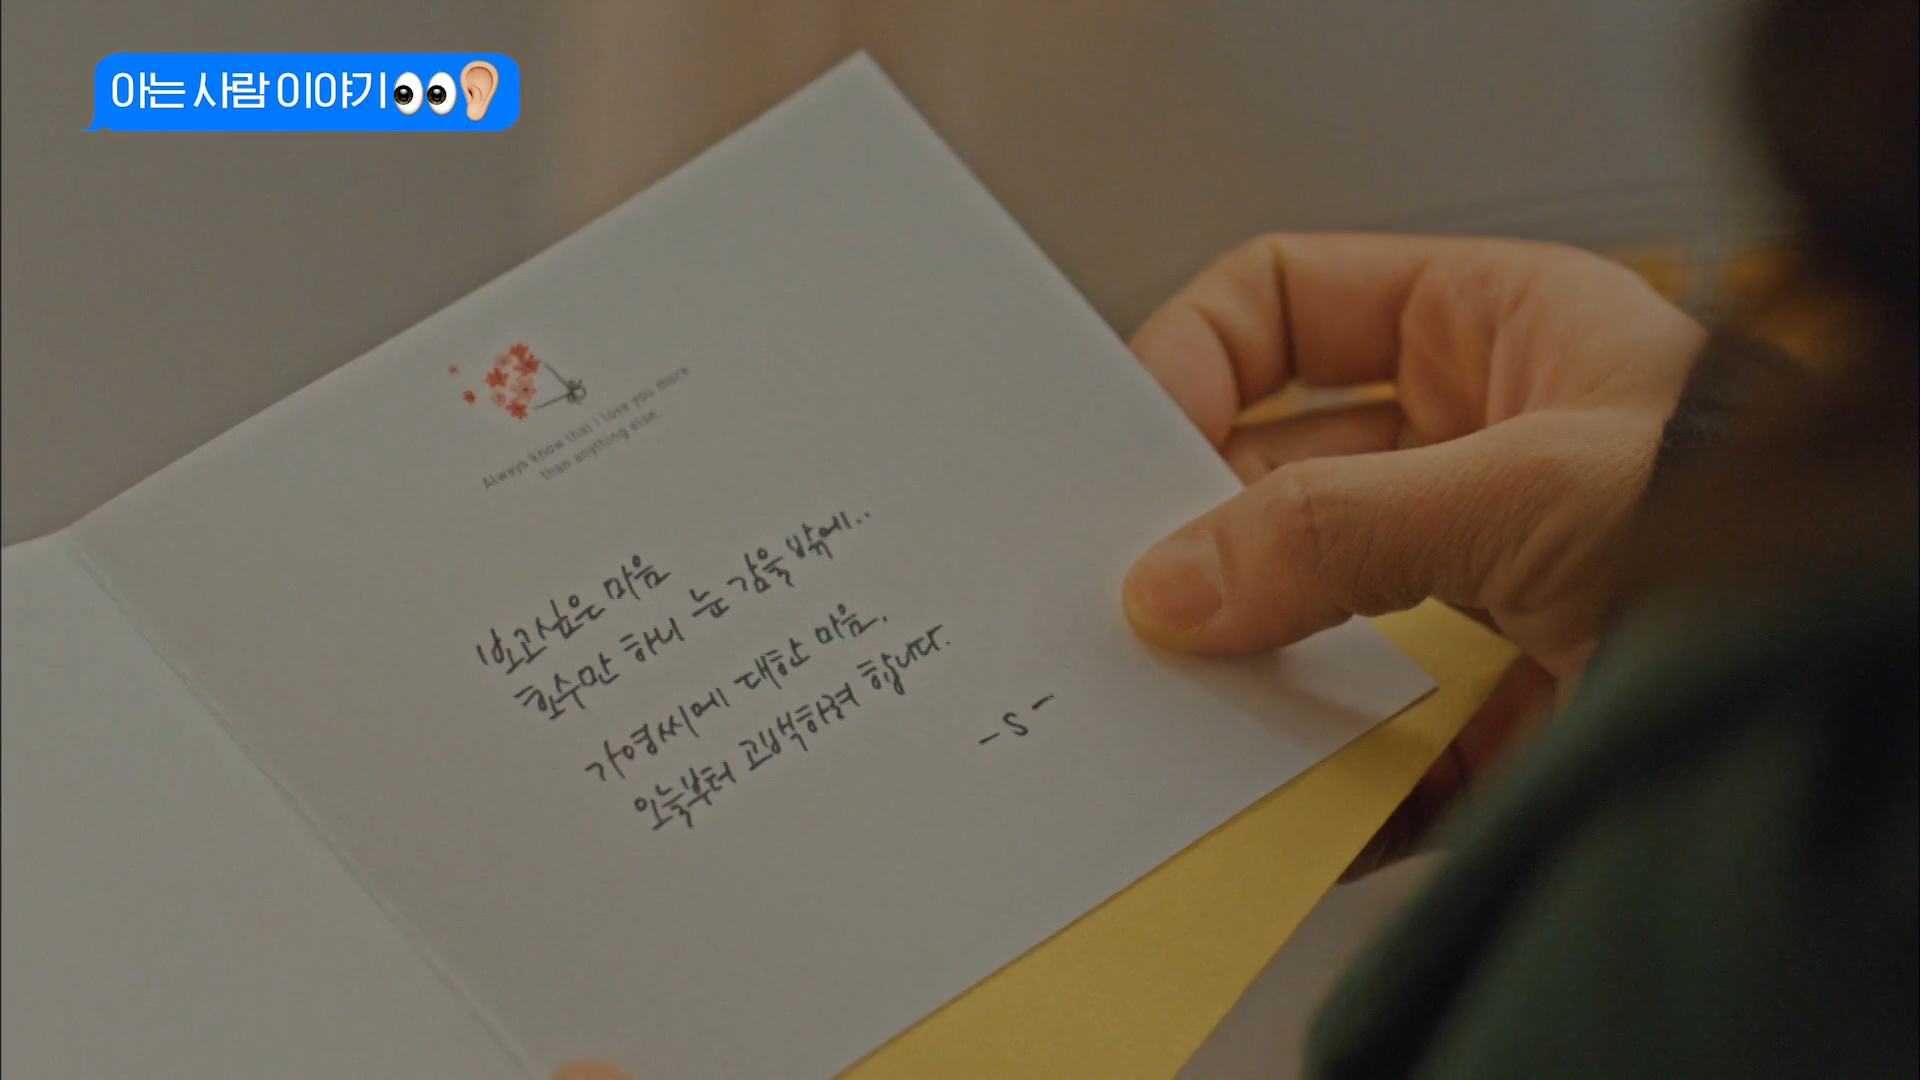 아는 사람 이야기👀👂
Always know that I love you more
than anything else.
보고싶은 마음
호수만 하니 눈 감을 밖에..
가영씨에 대한 마음,
오늘부터 고백하려 합니다.
-S-